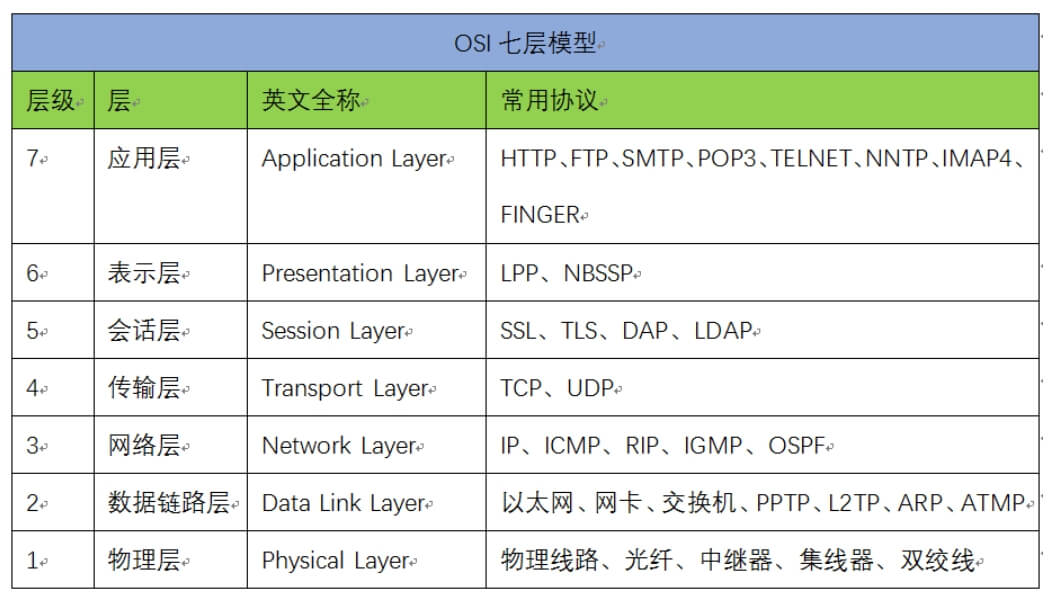 OSI 七层模型
层级 层 英文全称 常用协议
7 应用层 Application Layer HTTP、FTP、SMTP、POP3、TELNET、NNTP、IMAP4、
FINGER
6 表示层 Presentation Layer LPP、NBSSP
5 会话层 Session Layer SSL、TLS、DAP、LDAP
4 传输层 Transport Layer TCP、UDP
3 网络层 Network Layer IP、ICMP、RIP、IGMP、OSPF
2 数据链路层 Data Link Layer 以太网、网卡、交换机、PPTP、L2TP、ARP、ATMP
1 物理层 Physical Layer 物理线路、光纤、中继器、集线器、双绞线